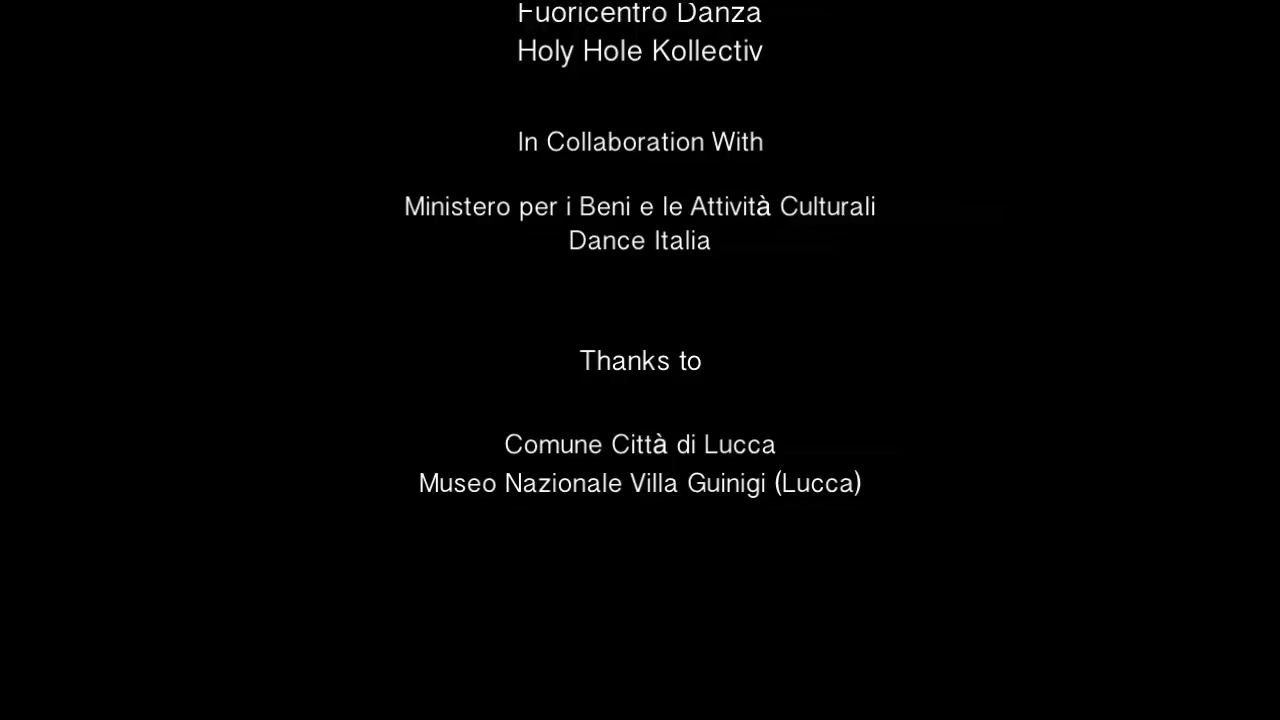 Fuoricentro Danza
Holy Hole Kollectiv
In Collaboration With
Ministero per i Beni e le Attività Culturali
Dance Italia
Thanks to
Comune Città di Lucca
Museo Nazionale Villa Guinigi (Lucca)